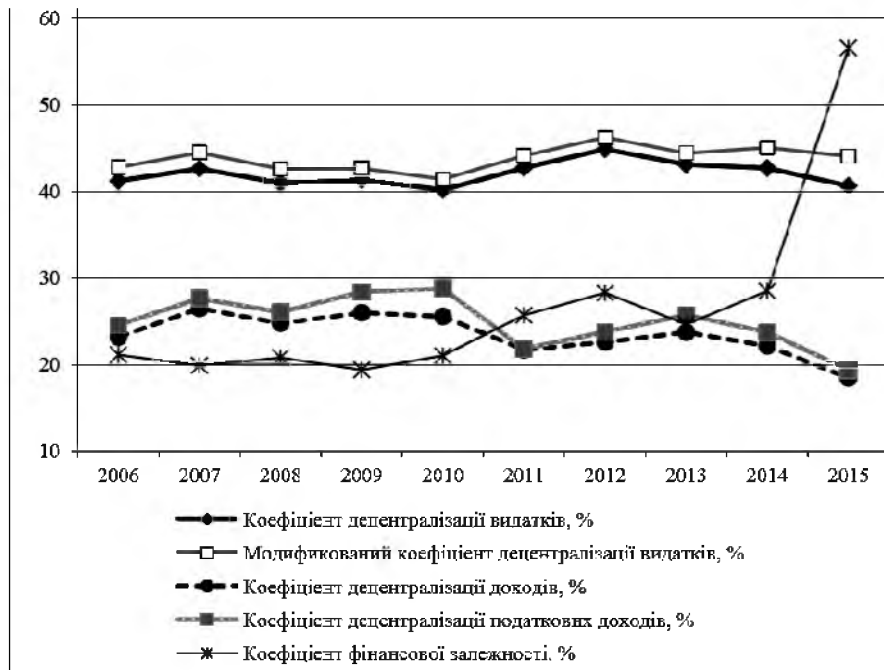 60
50
40
30
20
10
2006 2007 2008 2009 2010 2011 2012 2013 2014 2015
Коефіцієнт децентралізації видатків, %
Модификований коефіцієнт децентралізації видатків, %
Коефіцієнт децентралізації доходів, %
Коефіцієнт децентралізації податкових доходів, %
Коефіцієнт фінансової залежності, %